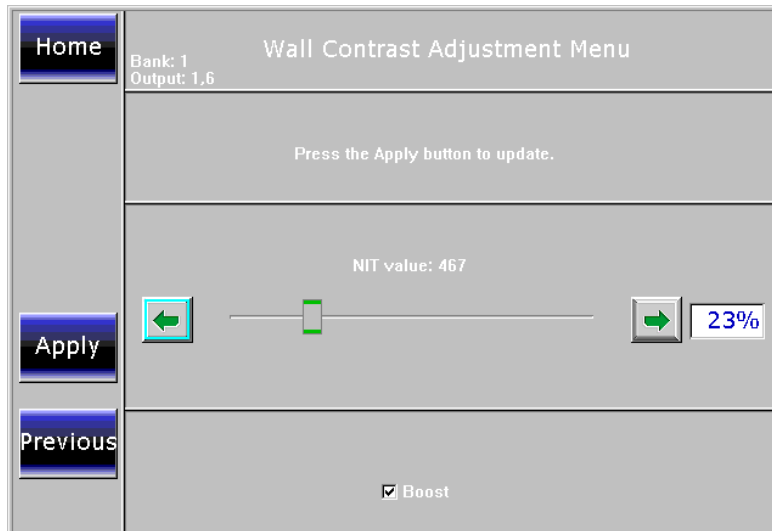 Home
Wall Contrast Adjustment Menu
Bank: 1
Output: 1,6
Press the Apply button to update.
NIT value: 467
23%
Apply
Previous
Boost